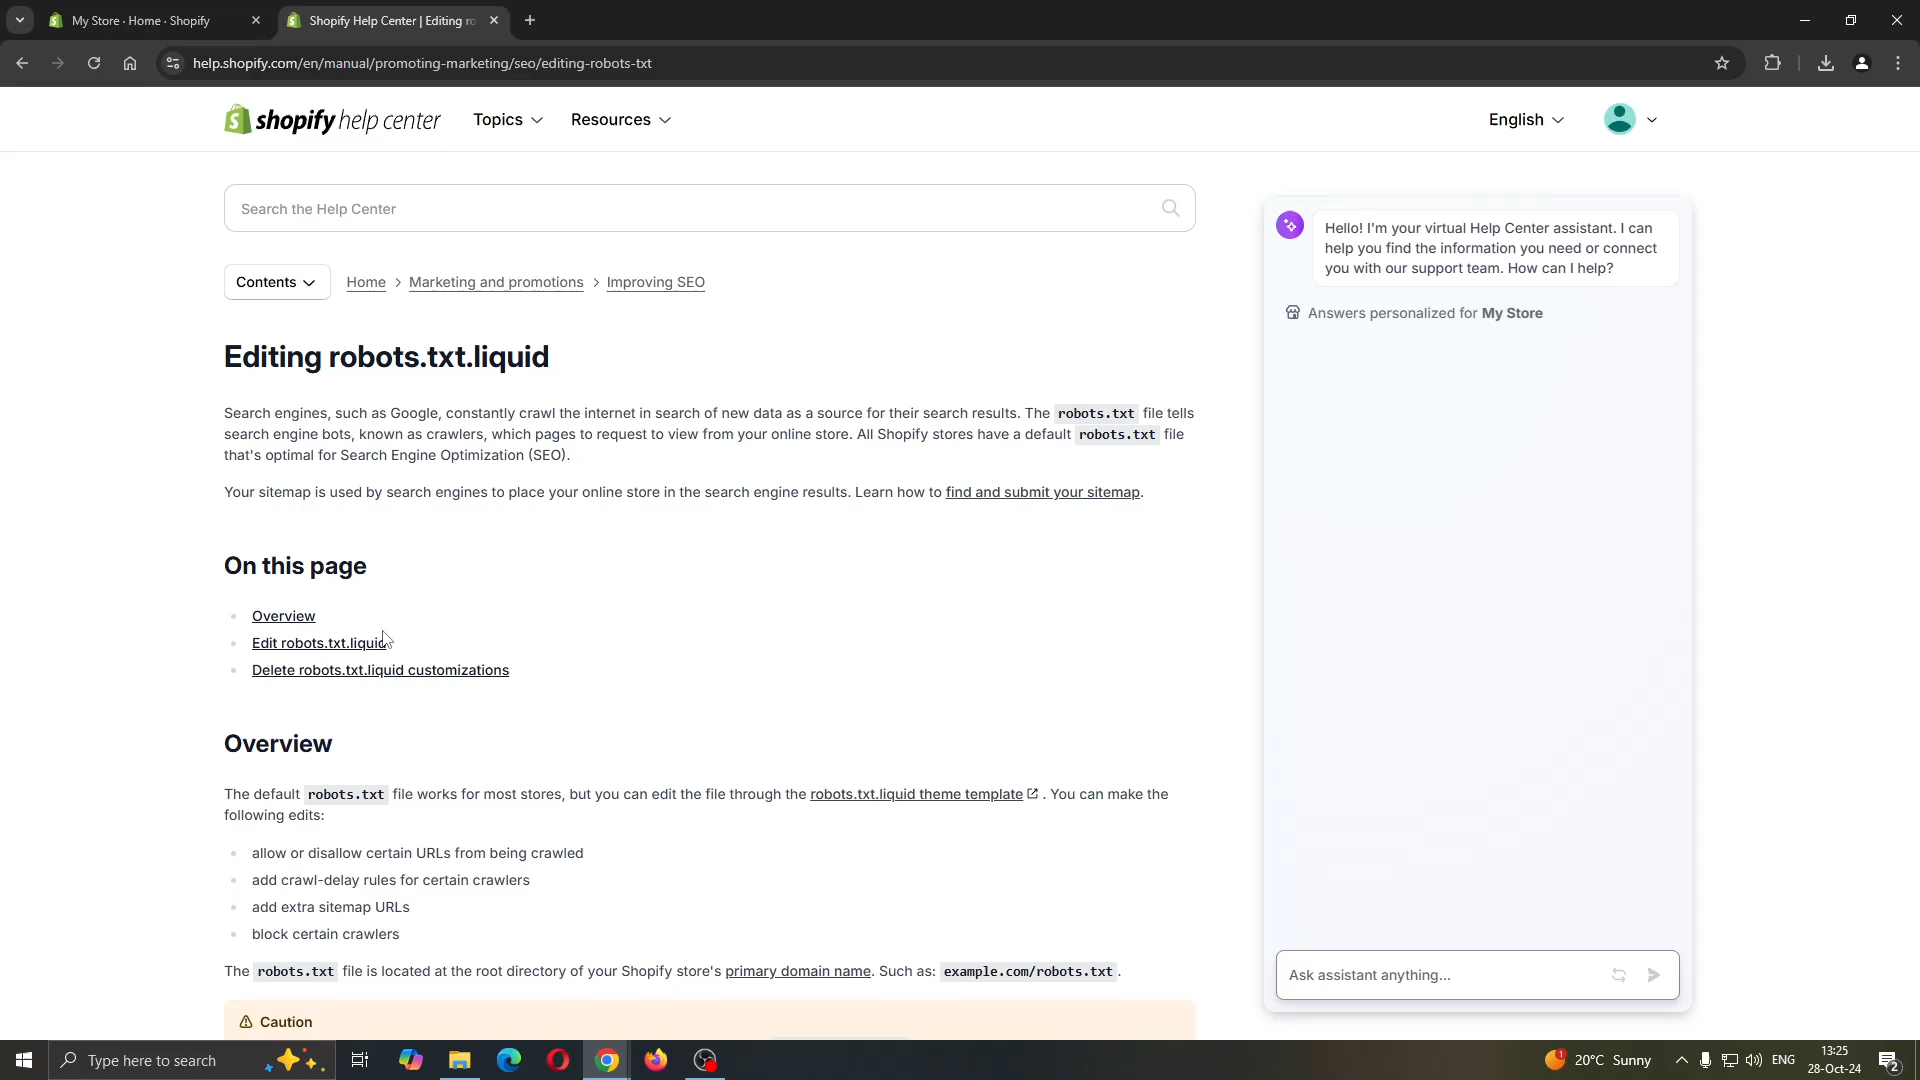 My Store · Home · Shopify
Shopify Help Center | Editing ro
help.shopify.com/en/manual/promoting-marketing/seo/editing-robots-txt
shopify help center
Topics
Resources
English
Search the Help Center
Contents
Home > Marketing and promotions > Improving SEO
Hello! I'm your virtual Help Center assistant. I can
help you find the information you need or connect
you with our support team. How can I help?
Answers personalized for My Store
Editing robots.txt.liquid
Search engines, such as Google, constantly crawl the internet in search of new data as a source for their search results. The robots.txt file tells
search engine bots, known as crawlers, which pages to request to view from your online store. All Shopify stores have a default robots.txt file
that's optimal for Search Engine Optimization (SEO).
Your sitemap is used by search engines to place your online store in the search engine results. Learn how to find and submit your sitemap.
On this page
Overview
Edit robots.txt.liquid
Delete robots.txt.liquid customizations
Overview
The default robots.txt file works for most stores, but you can edit the file through the robots.txt.liquid theme template . You can make the
following edits:
allow or disallow certain URLs from being crawled
add crawl-delay rules for certain crawlers
add extra sitemap URLs
block certain crawlers
The robots.txt file is located at the root directory of your Shopify store's primary domain name. Such as: example.com/robots.txt.
Caution
Ask assistant anything...
Type here to search
1
20°C Sunny
ENG
13:25
28-Oct-24
2